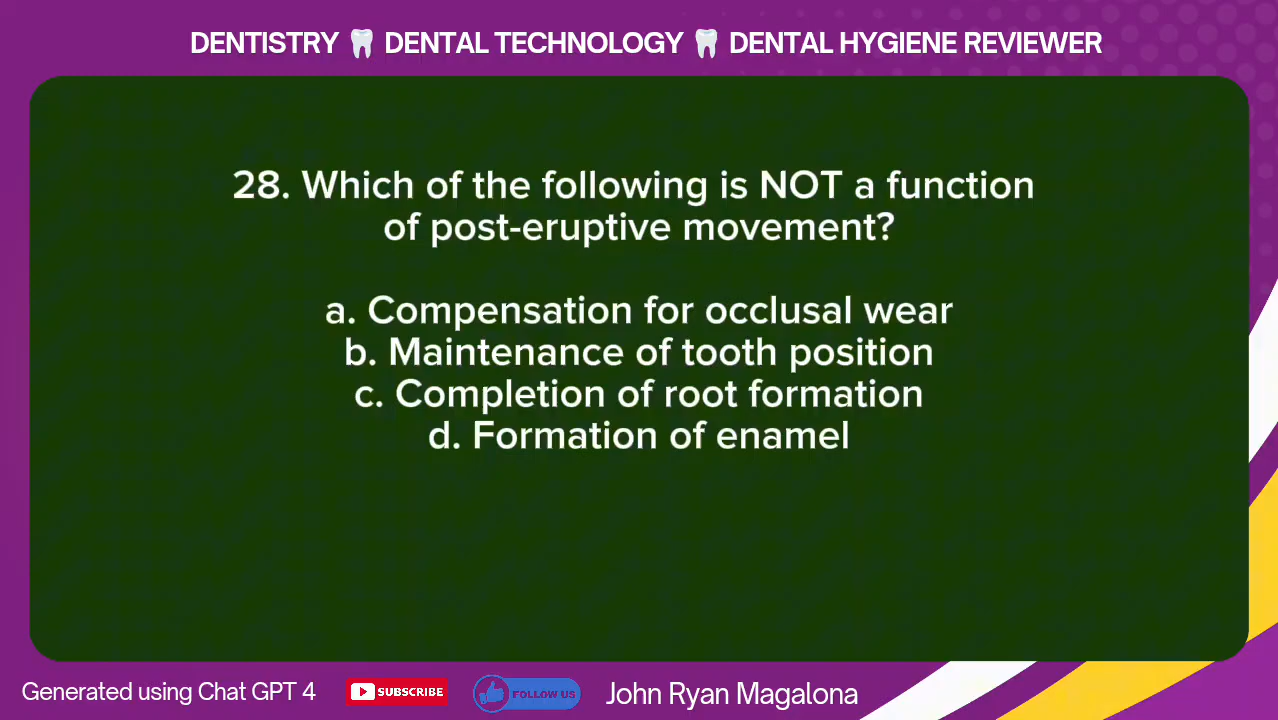 DENTISTRY 🦷 DENTAL TECHNOLOGY 🦷 DENTAL HYGIENE REVIEWER
28. Which of the following is NOT a function
of post-eruptive movement?
a. Compensation for occlusal wear
b. Maintenance of tooth position
c. Completion of root formation
d. Formation of enamel
Generated using Chat GPT 4 SUBSCRIBE FOLLOW US John Ryan Magalona